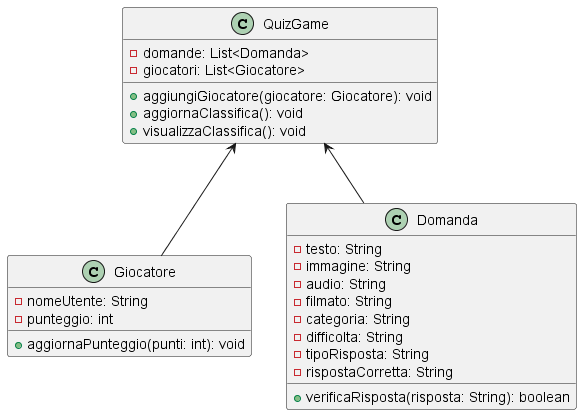 C QuizGame
domande: List<Domanda>
giocatori: List<Giocatore>
aggiungiGiocatore(giocatore: Giocatore): void
aggiornaClassifica(): void
visualizzaClassifica(): void
C Giocatore
nomeUtente: String
punteggio: int
aggiornaPunteggio(punti: int): void
C Domanda
testo: String
immagine: String
audio: String
filmato: String
categoria: String
difficolta: String
tipoRisposta: String
rispostaCorretta: String
verificaRisposta(risposta: String): boolean